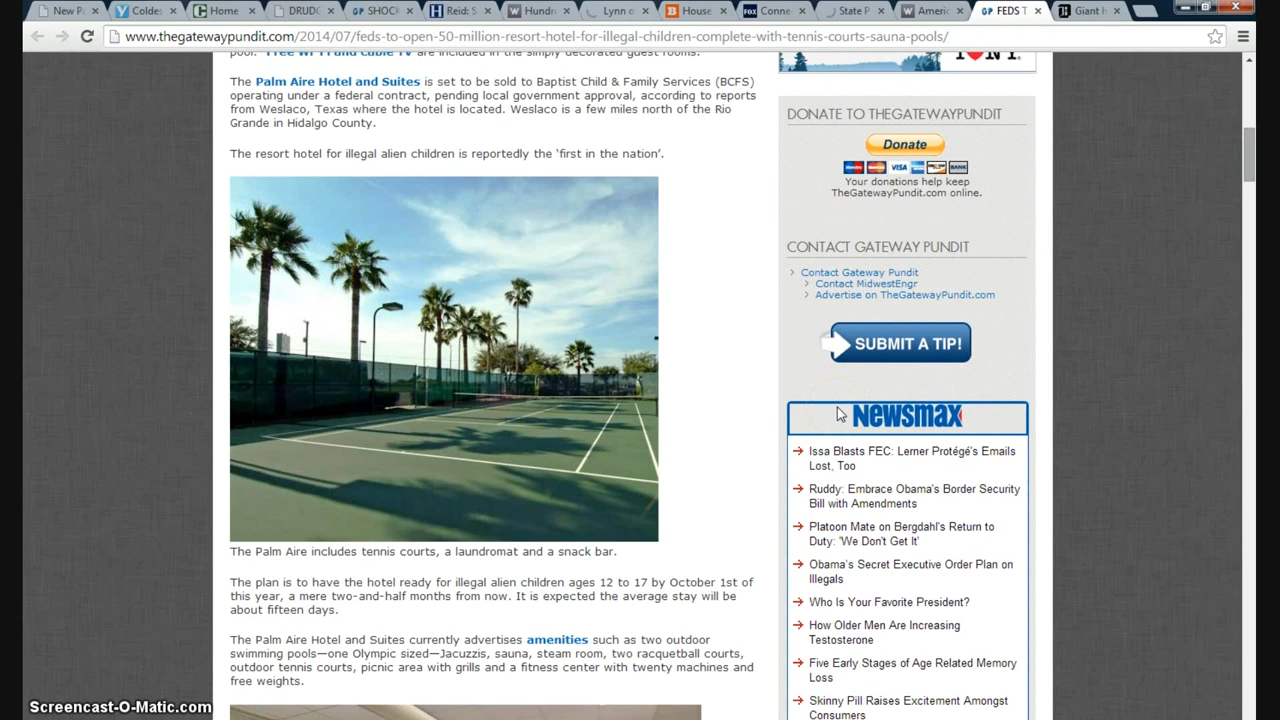 New P
Coldes
Home
DRUDG
GP SHOC
Reid: S
Hundr
Lynn o
House
Conne
State P
Americ
GP FEDS T
Giant h
www.thegatewaypundit.com/2014/07/feds-to-open-50-million-resort-hotel-for-illegal-children-complete-with-tennis-courts-sauna-pools/
pool. Free Wi Fi and Cable TV are included in the simply decorated guest rooms.
The Palm Aire Hotel and Suites is set to be sold to Baptist Child & Family Services (BCFS)
operating under a federal contract, pending local government approval, according to reports
from Weslaco, Texas where the hotel is located. Weslaco is a few miles north of the Rio
Grande in Hidalgo County.
The resort hotel for illegal alien children is reportedly the ‘first in the nation’.
The Palm Aire includes tennis courts, a laundromat and a snack bar.
The plan is to have the hotel ready for illegal alien children ages 12 to 17 by October 1st of
this year, a mere two-and-half months from now. It is expected the average stay will be
about fifteen days.
The Palm Aire Hotel and Suites currently advertises amenities such as two outdoor
swimming pools—one Olympic sized—Jacuzzis, sauna, steam room, two racquetball courts,
outdoor tennis courts, picnic area with grills and a fitness center with twenty machines and
free weights.
I NY.
DONATE TO THEGATEWAYPUNDIT
Donate
VISA
BANK
Your donations help keep
TheGatewayPundit.com online.
CONTACT GATEWAY PUNDIT
Contact Gateway Pundit
Contact MidwestEngr
Advertise on TheGatewayPundit.com
SUBMIT A TIP!
Newsmax
Issa Blasts FEC: Lerner Protégé's Emails
Lost, Too
Ruddy: Embrace Obama's Border Security
Bill with Amendments
Platoon Mate on Bergdahl's Return to
Duty: 'We Don't Get It'
Obama's Secret Executive Order Plan on
Illegals
Who Is Your Favorite President?
How Older Men Are Increasing
Testosterone
Five Early Stages of Age Related Memory
Loss
Skinny Pill Raises Excitement Amongst
Consumers
Screencast-O-Matic.com